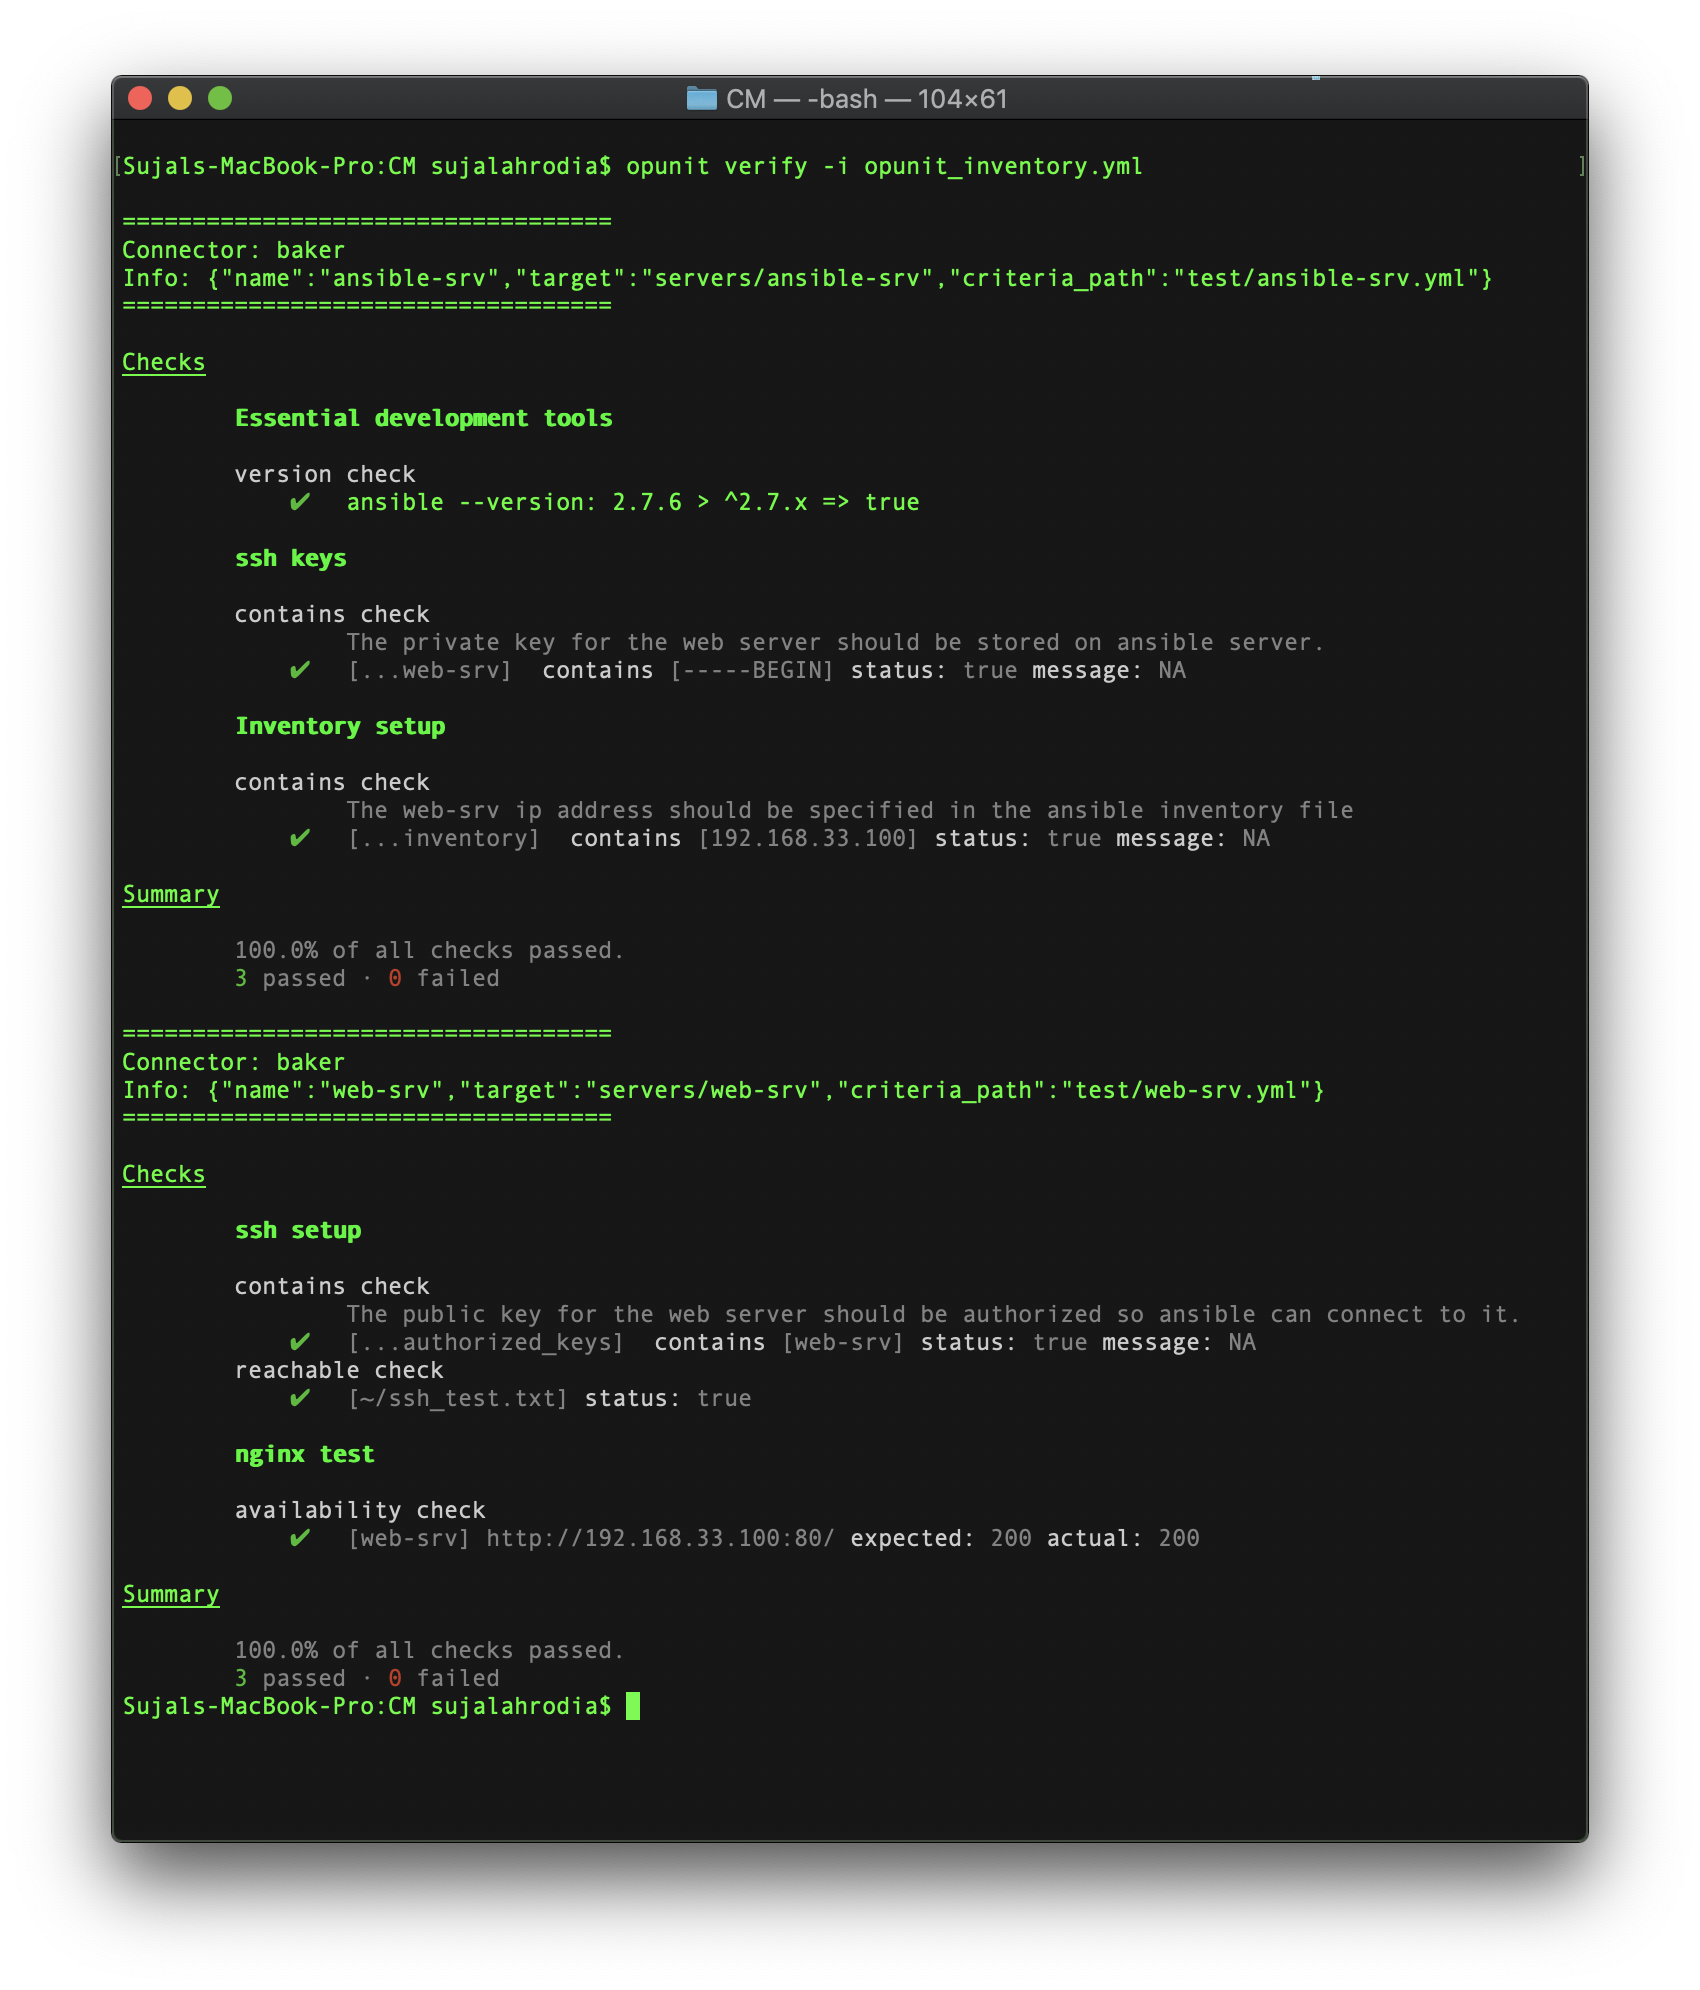 CM — -bash — 104×61
[Sujals-MacBook-Pro:CM sujalahrodia$ opunit verify -i opunit_inventory.yml ]
===================================
Connector: baker
Info: {"name":"ansible-srv","target":"servers/ansible-srv","criteria_path":"test/ansible-srv.yml"}
===================================
Checks
Essential development tools
version check
✔ ansible --version: 2.7.6 > ^2.7.x => true
ssh keys
contains check
The private key for the web server should be stored on ansible server.
✔ [...web-srv] contains [-----BEGIN] status: true message: NA
Inventory setup
contains check
The web-srv ip address should be specified in the ansible inventory file
✔ [...inventory] contains [192.168.33.100] status: true message: NA
Summary
100.0% of all checks passed.
3 passed · 0 failed
===================================
Connector: baker
Info: {"name":"web-srv","target":"servers/web-srv","criteria_path":"test/web-srv.yml"}
===================================
Checks
ssh setup
contains check
The public key for the web server should be authorized so ansible can connect to it.
✔ [...authorized_keys] contains [web-srv] status: true message: NA
reachable check
✔ [~/ssh_test.txt] status: true
nginx test
availability check
✔ [web-srv] http://192.168.33.100:80/ expected: 200 actual: 200
Summary
100.0% of all checks passed.
3 passed · 0 failed
Sujals-MacBook-Pro:CM sujalahrodia$